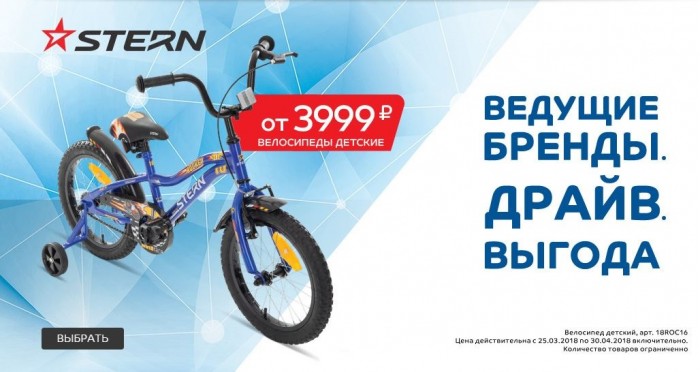 STERN
от 3999 ₽
ВЕЛОСИПЕДЫ ДЕТСКИЕ
STERN
ВЕДУЩИЕ
БРЕНДЫ.
ДРАЙВ.
ВЫГОДА
ВЫБРАТЬ
Велосипед детский, арт. 18ROC16
Цена действительна с 25.03.2018 по 30.04.2018 включительно.
Количество товаров ограничено